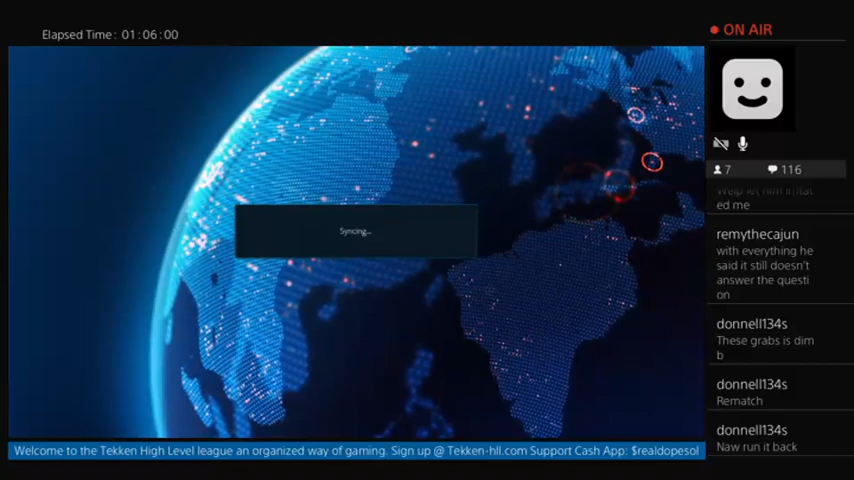 Elapsed Time: 01:06:00
ON AIR
7 116
ed me
remythecajun
with everything he
said it still doesn't
answer the questi
on
Syncing...
donnell134s
These grabs is dim
b
donnell134s
Rematch
donnell134s
Naw run it back
Welcome to the Tekken High Level league an organized way of gaming. Sign up @ Tekken-hll.com Support Cash App: $realdopesol